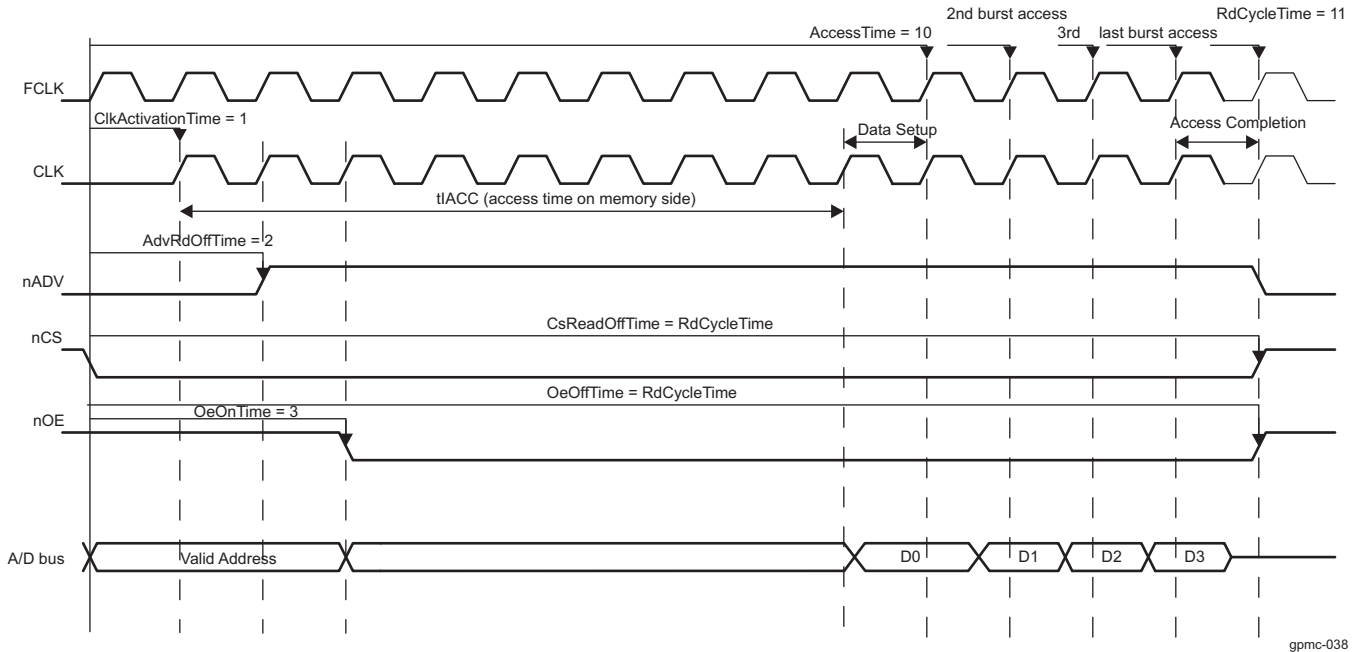 2nd burst access
RdCycleTime = 11
AccessTime = 10
3rd
last burst access
FCLK
ClkActivationTime = 1
Data Setup
Access Completion
CLK
tIACC (access time on memory side)
AdvRdOffTime = 2
nADV
CsReadOffTime = RdCycleTime
nCS
OeOffTime = RdCycleTime
OeOnTime = 3
nOE
A/D bus
Valid Address
D0
D1
D2
D3
gpmc-038